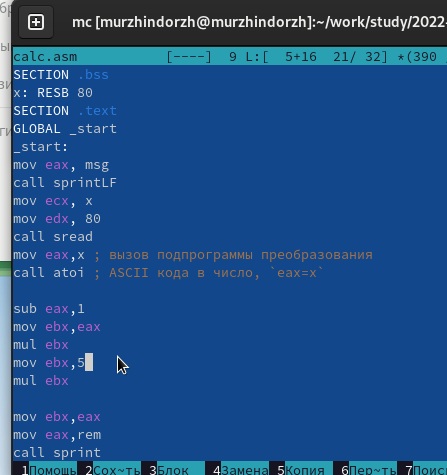 mc [murzhindorzh@murzhindorzh]:~/work/study/2022-
calc.asm [----] 9 L:[ 5+16 21/ 32] *(390
SECTION .bss
x: RESB 80
SECTION .text
GLOBAL _start
_start:
mov eax, msg
call sprintLF
mov ecx, x
mov edx, 80
call sread
mov eax,x ; вызов подпрограммы преобразования
call atoi ; ASCII кода в число, `eax=x`
sub eax,1
mov ebx,eax
mul ebx
mov ebx,5
mul ebx
mov ebx,eax
mov eax,rem
call sprint
1Помощь 2Сох~ть 3Блок 4Замена 5Копия 6Пер~ть 7Поис